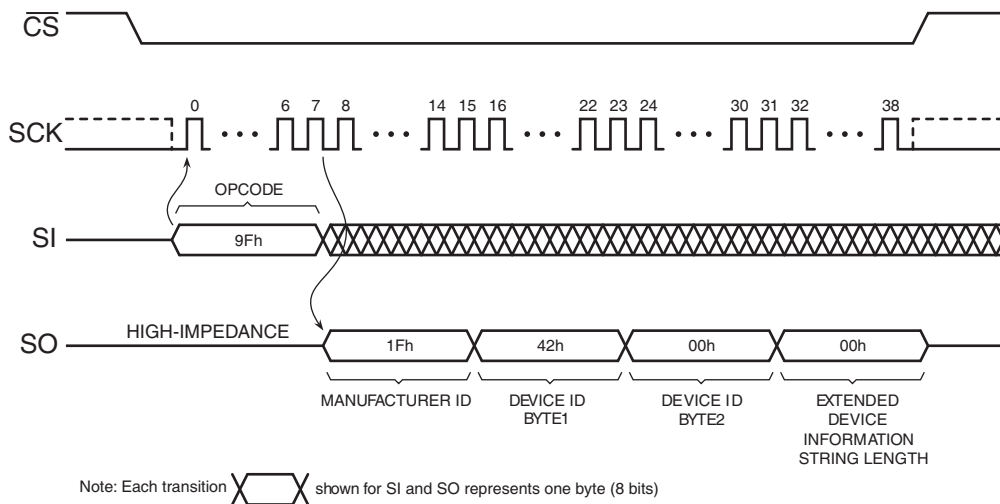 CS
0 6 7 8 14 15 16 22 23 24 30 31 32 38
SCK
OPCODE
SI 9Fh
HIGH-IMPEDANCE
SO 1Fh 42h 00h 00h
MANUFACTURER ID DEVICE ID BYTE1 DEVICE ID BYTE2 EXTENDED DEVICE INFORMATION STRING LENGTH
Note: Each transition shown for SI and SO represents one byte (8 bits)